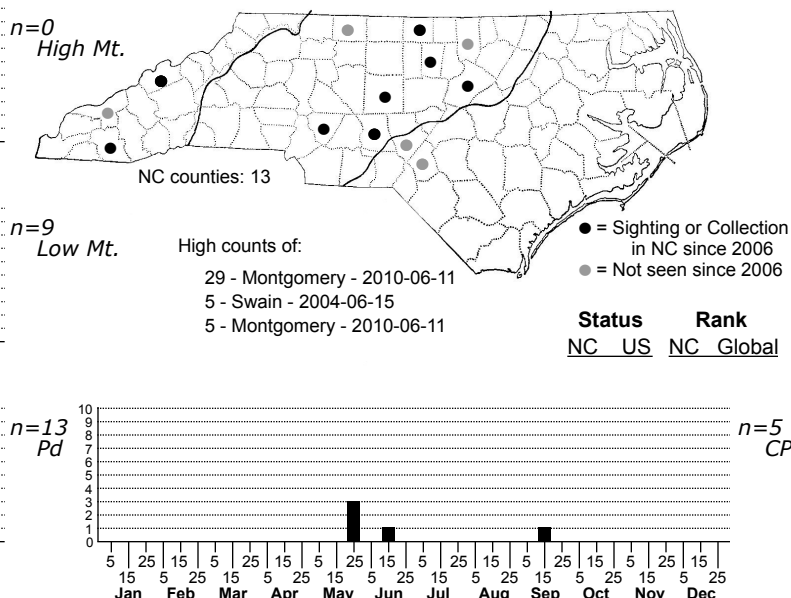 n=0
High Mt.
NC counties: 13
n=9
Low Mt.
High counts of:
29 - Montgomery - 2010-06-11
5 - Swain - 2004-06-15
5 - Montgomery - 2010-06-11
= Sighting or Collection
in NC since 2006
= Not seen since 2006
Status Rank
NC US NC Global
n=13
Pd
10
9
8
7
6
5
4
3
2
1
0
n=5
CP
5 25 15 5 25 15 5 25 15 5 25 15 5 25 15 5 25 15
15 5 25 15 5 25 15 5 25 15 5 25 15 5 25 15 5 25
Jan Feb Mar Apr May Jun Jul Aug Sep Oct Nov Dec